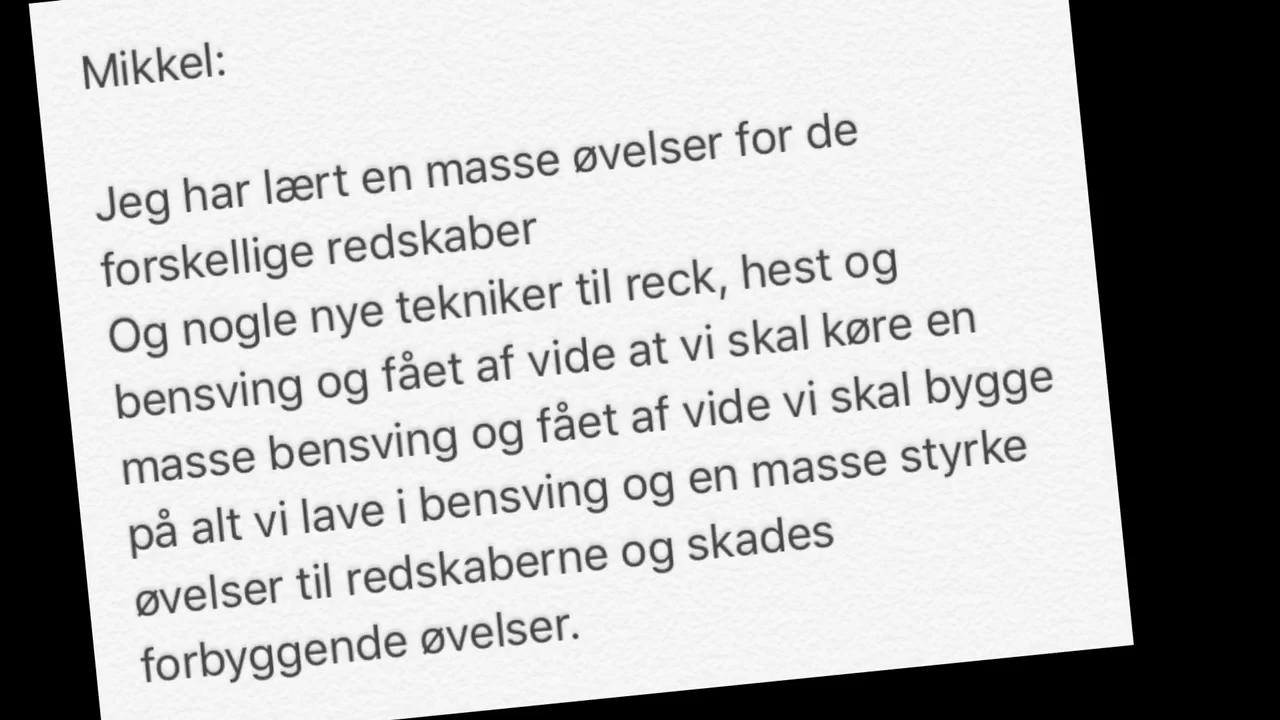 Mikkel:
Jeg har lært en masse øvelser for de
forskellige redskaber
Og nogle nye tekniker til reck, hest og
bensving og fået af vide at vi skal køre en
masse bensving og fået af vide vi skal bygge
på alt vi lave i bensving og en masse styrke
øvelser til redskaberne og skades
forbyggende øvelser.